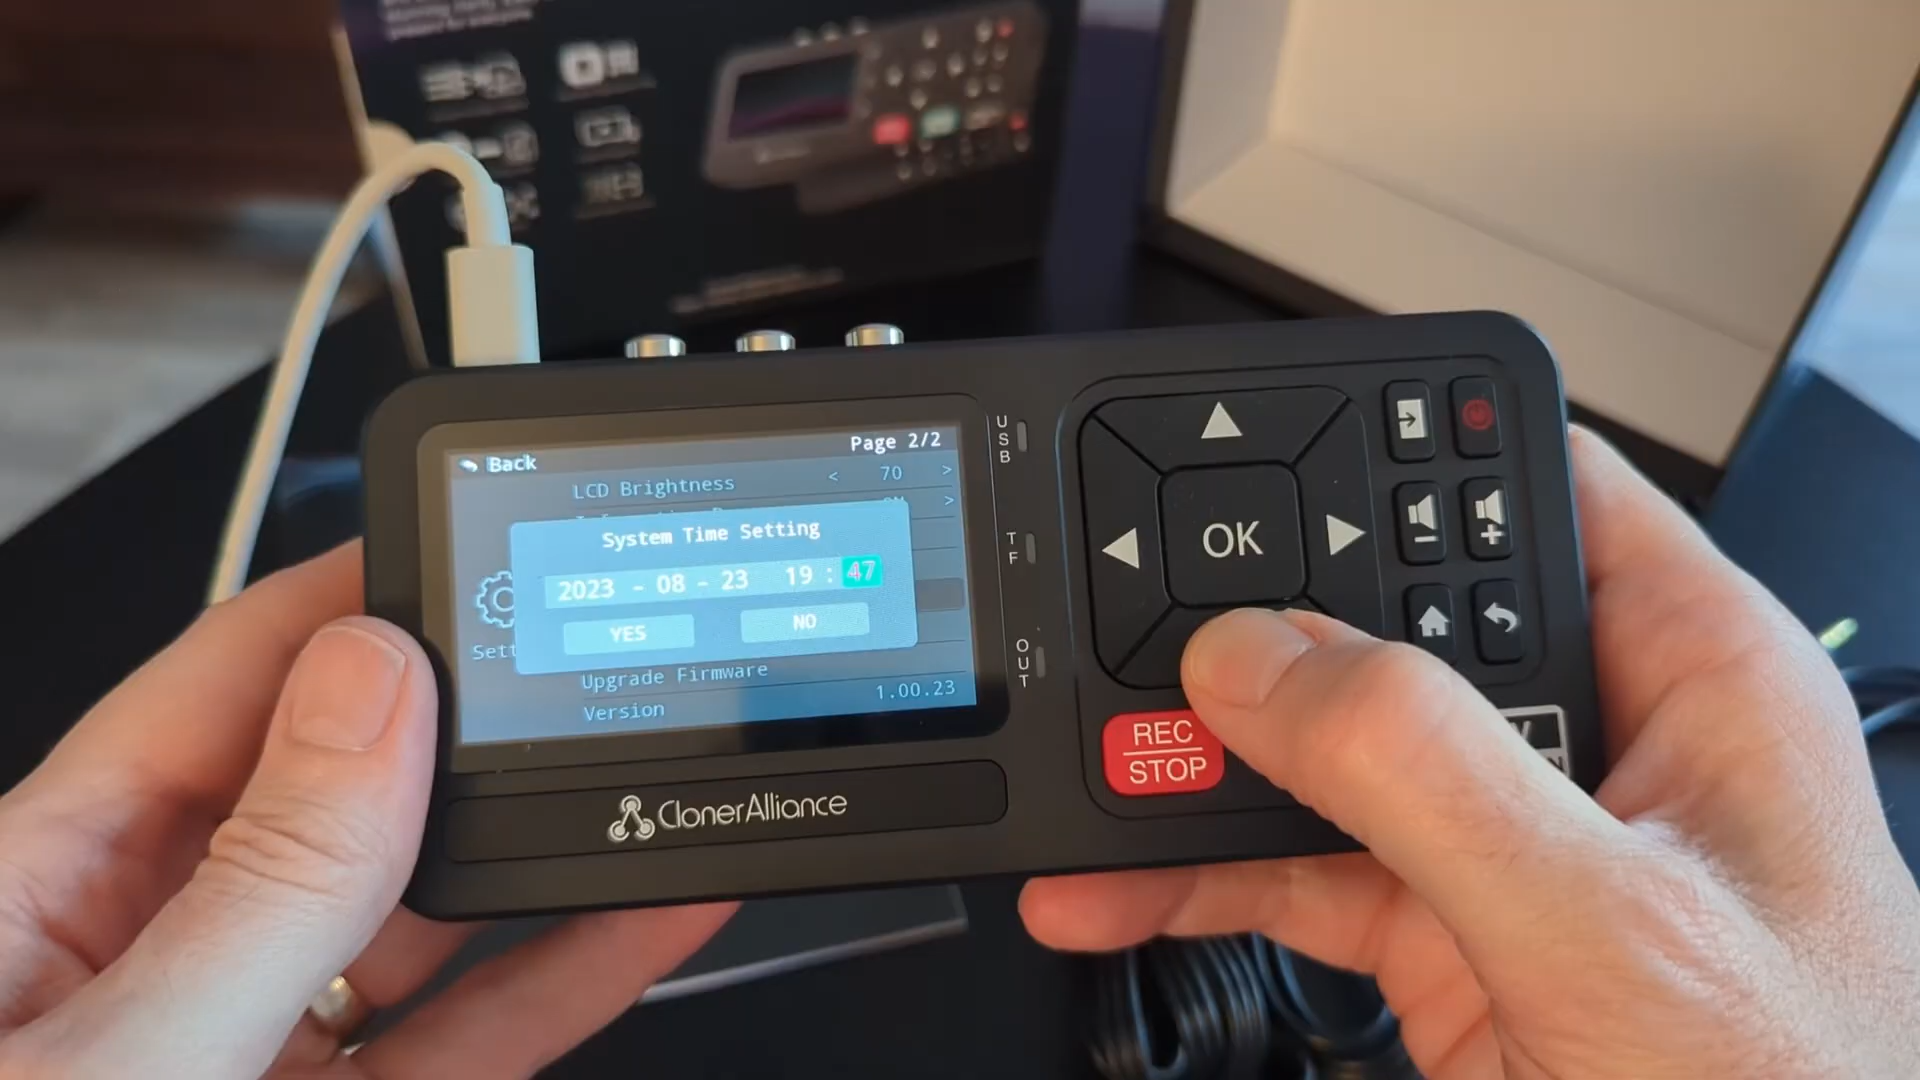 Page 2/2
Back
LCD Brightness < 70 >
>
System Time Setting
2023 - 08 - 23 19 : 47
YES NO
Sett
Upgrade Firmware
Version 1.00.23
USB
TF
OUT
OK
REC
STOP
ClonerAlliance